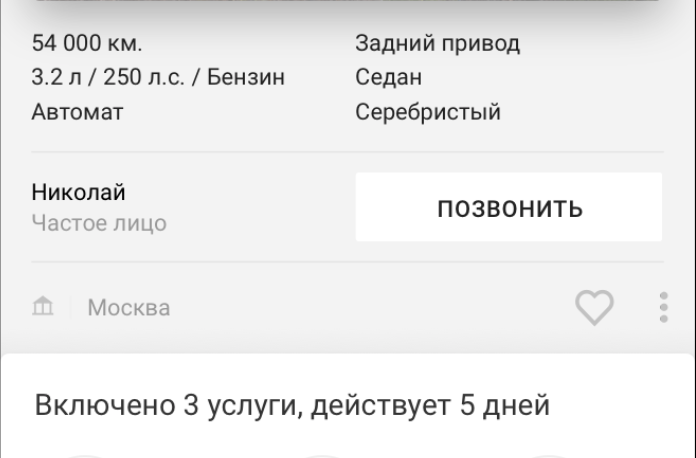 54 000 км.
Задний привод
3.2 л / 250 л.с. / Бензин
Седан
Автомат
Серебристый
Николай
Частое лицо
ПОЗВОНИТЬ
Москва
Включено 3 услуги, действует 5 дней